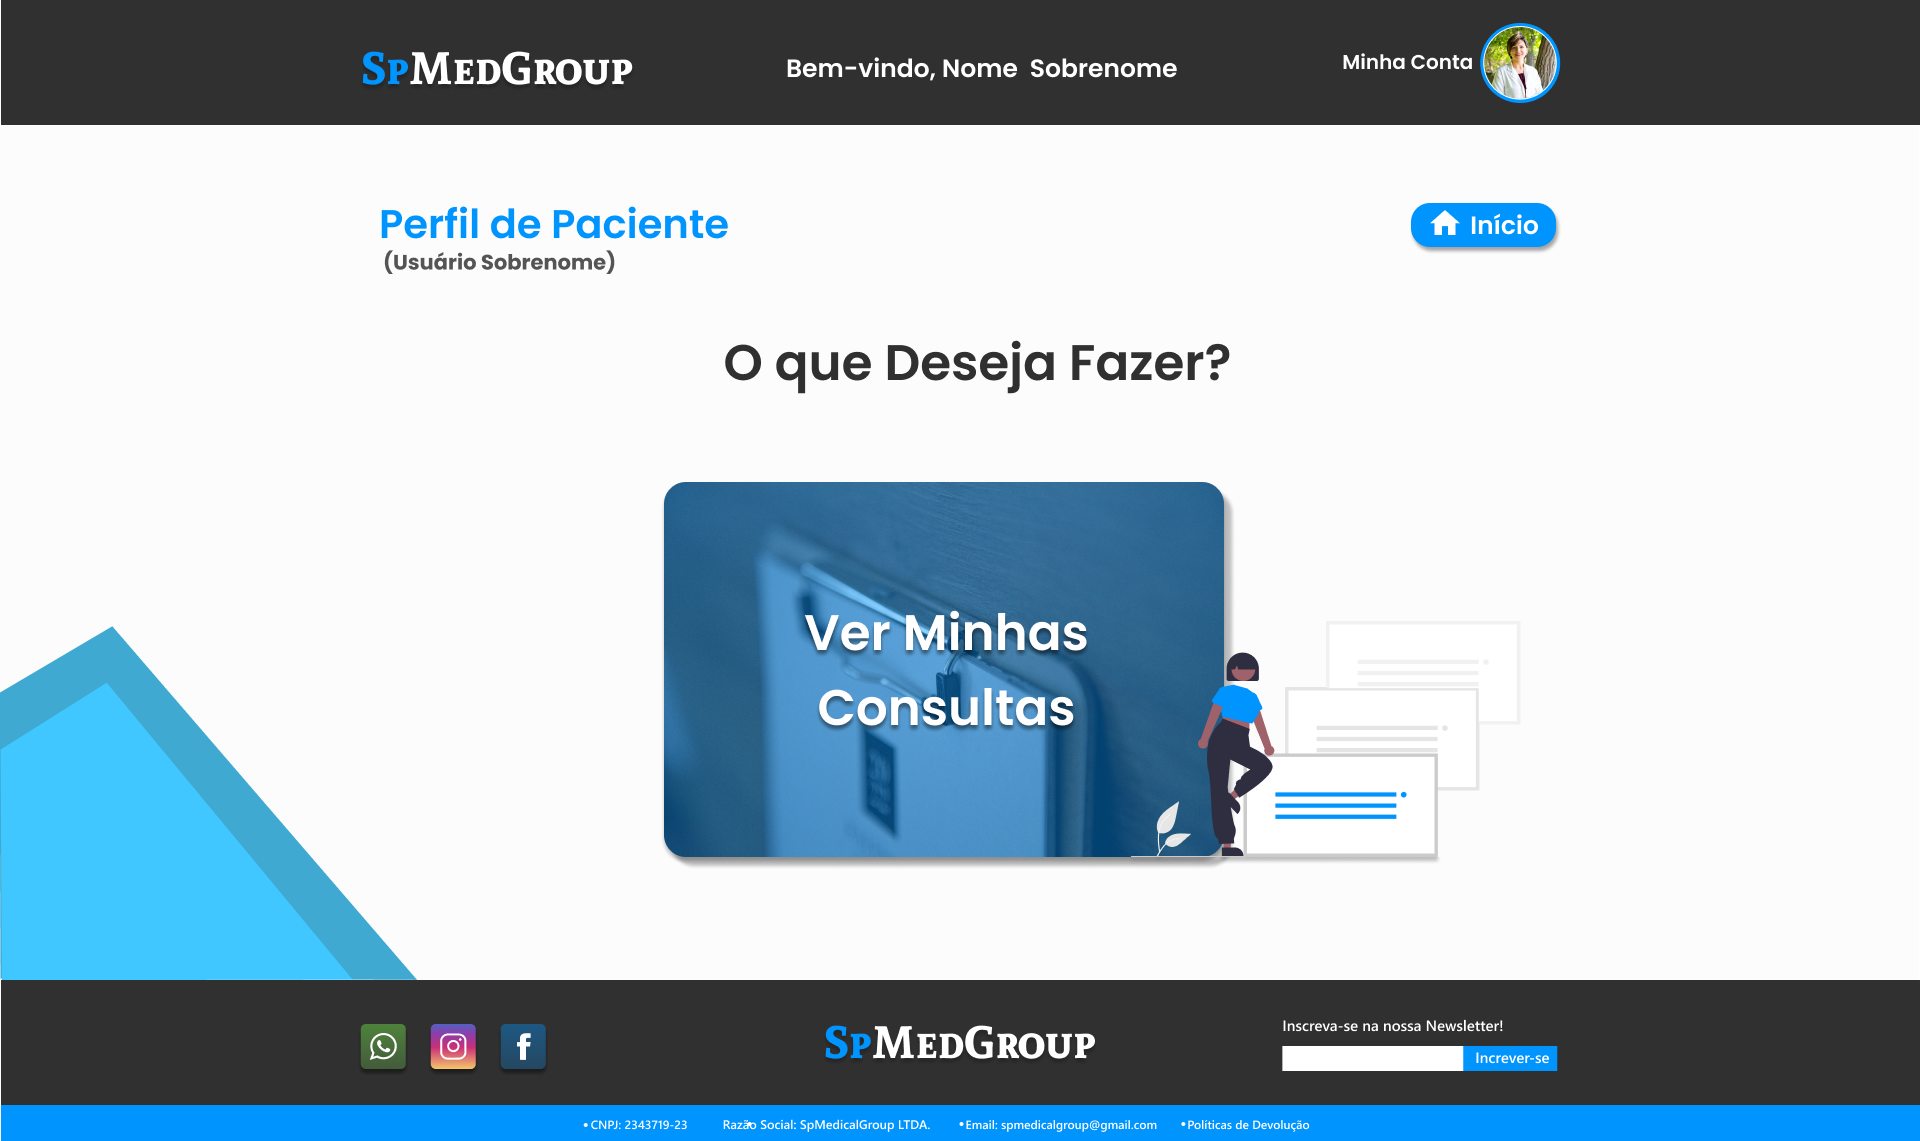 SpMedGroup
Bem-vindo, Nome Sobrenome
Minha Conta
Perfil de Paciente
(Usuário Sobrenome)
Início
O que Deseja Fazer?
Ver Minhas
Consultas
SpMedGroup
Inscreva-se na nossa Newsletter!
Increver-se
• CNPJ: 2343719-23
Razão Social: SpMedicalGroup LTDA.
• Email: spmedicalgroup@gmail.com
• Políticas de Devolução